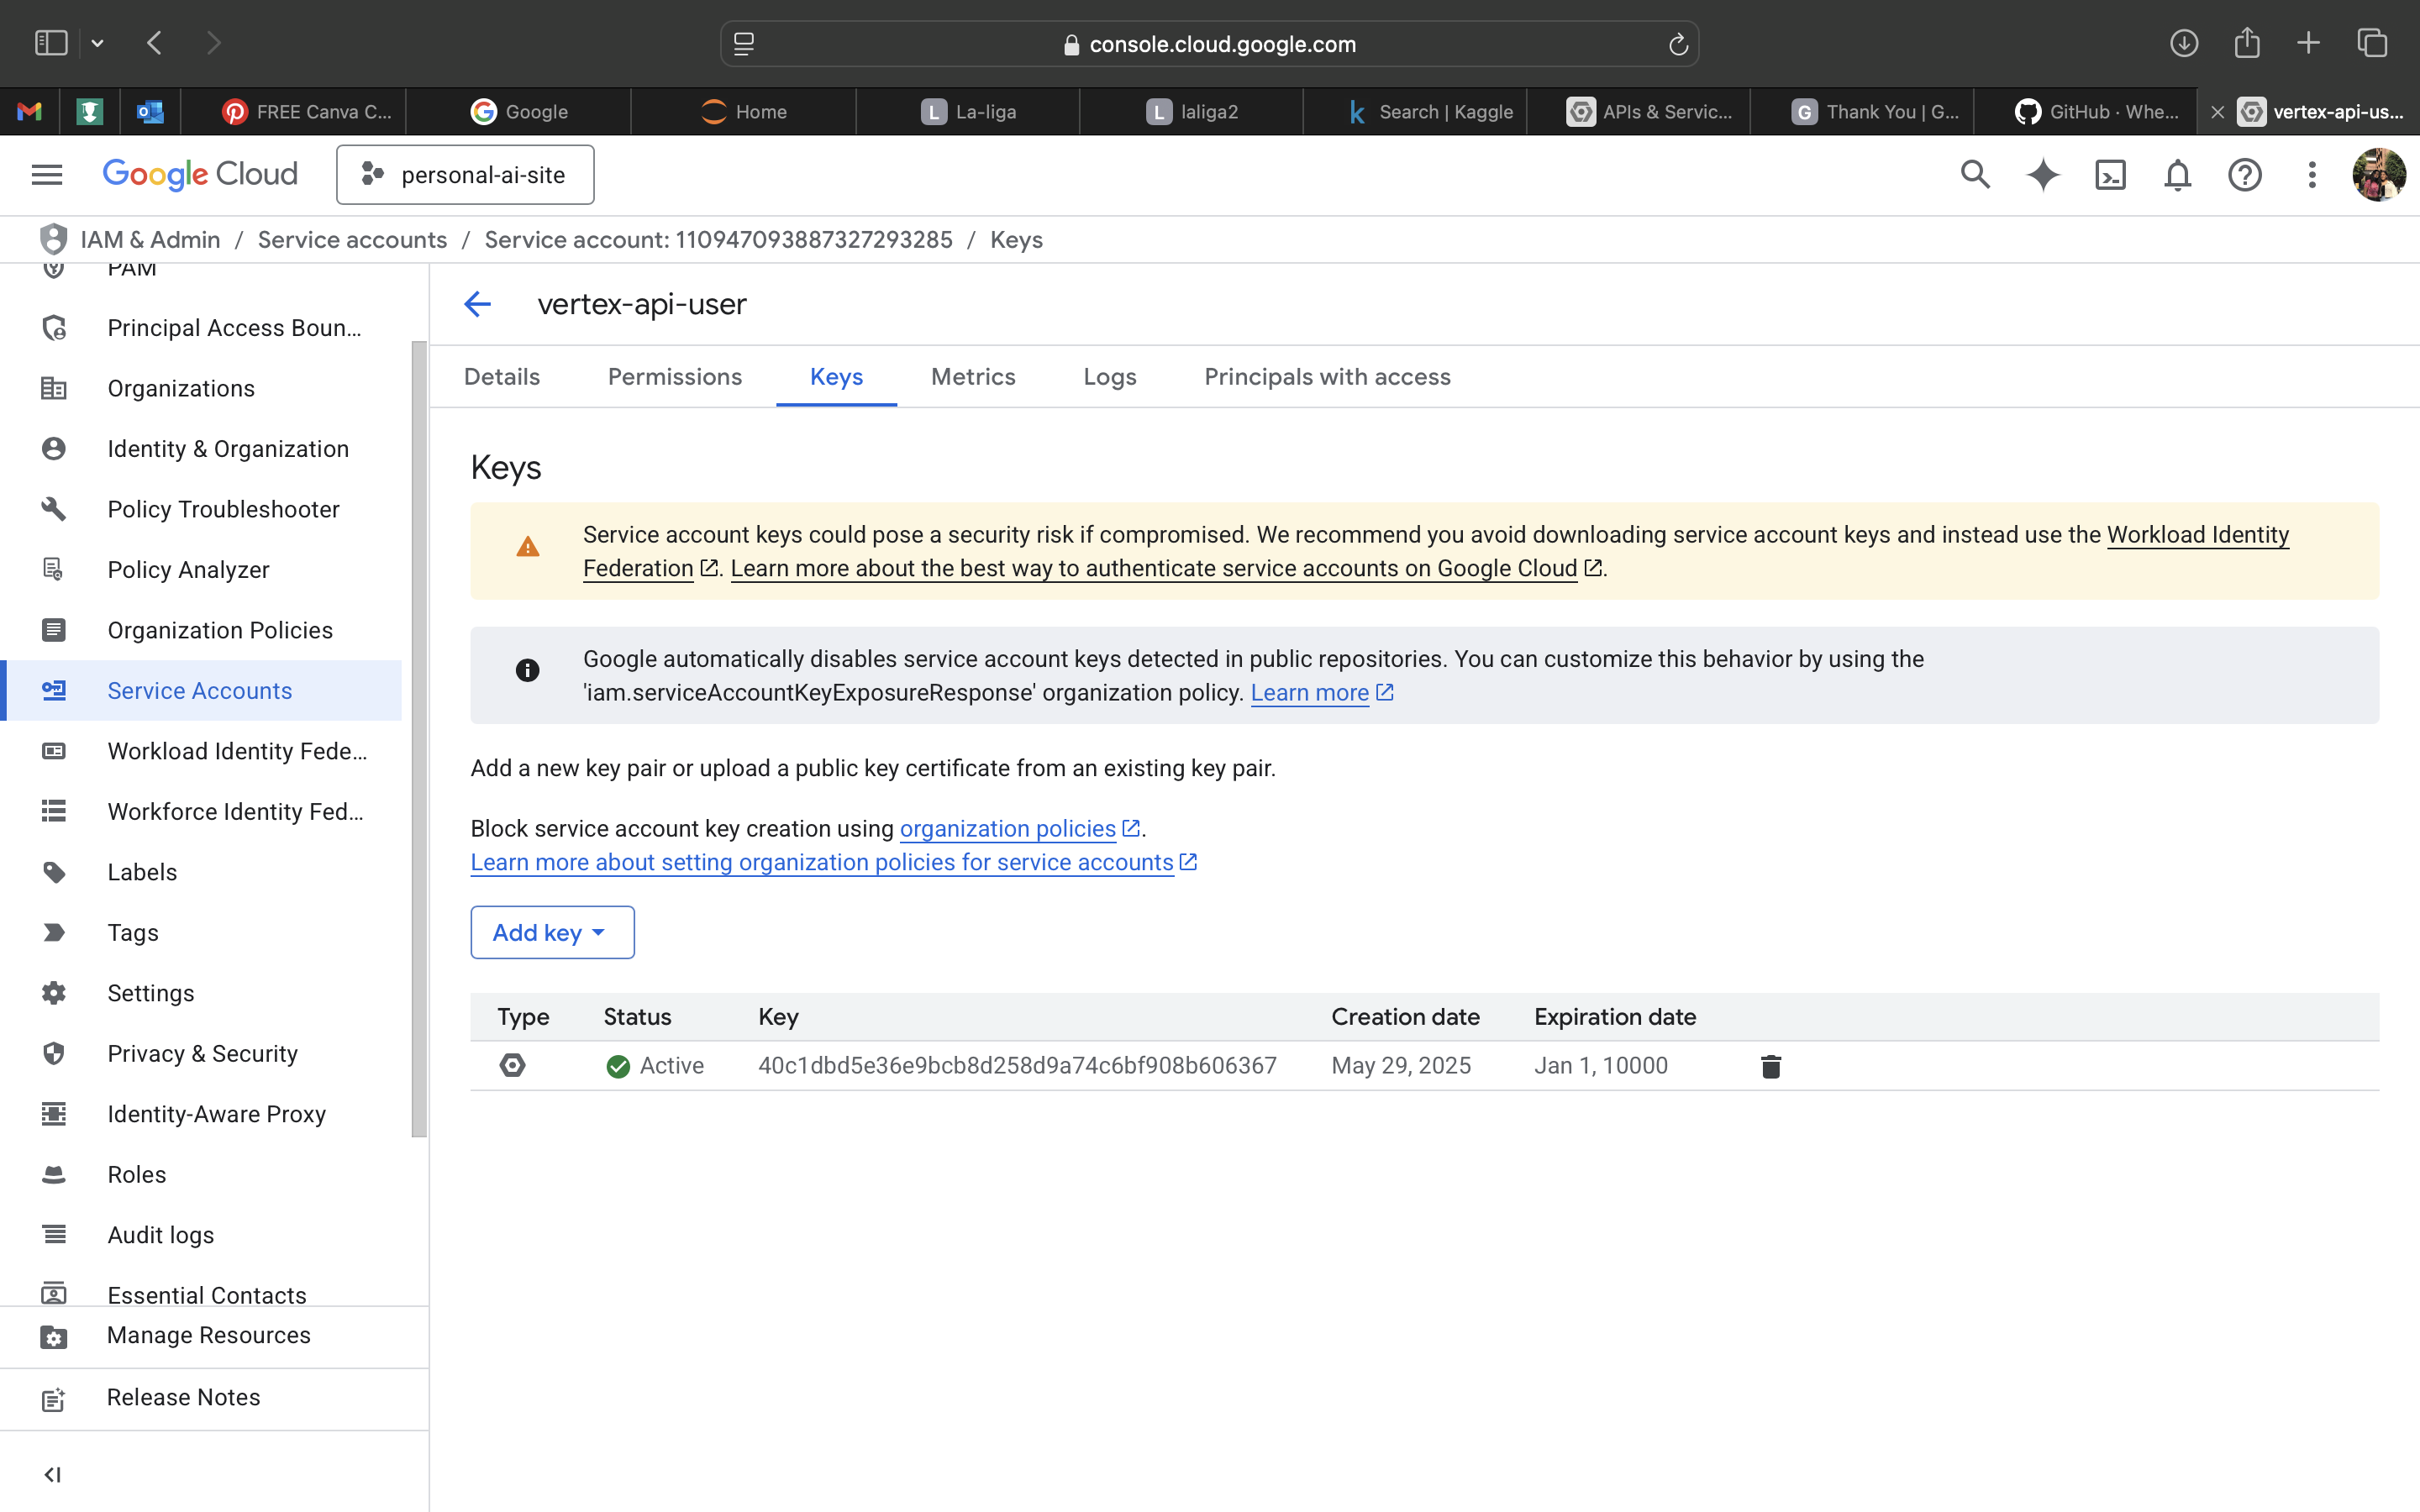 console.cloud.google.com
FREE Canva C...
Google
Home
L La-liga
L laliga2
k Search | Kaggle
APIs & Servic...
G Thank You | G...
GitHub · Whe...
vertex-api-us...
Google Cloud
personal-ai-site
IAM & Admin / Service accounts / Service account: 110947093887327293285 / Keys
PAM
Principal Access Boun...
Organizations
Identity & Organization
Policy Troubleshooter
Policy Analyzer
Organization Policies
Service Accounts
Workload Identity Fede...
Workforce Identity Fed...
Labels
Tags
Settings
Privacy & Security
Identity-Aware Proxy
Roles
Audit logs
Essential Contacts
Manage Resources
Release Notes
vertex-api-user
Details Permissions Keys Metrics Logs Principals with access
Keys
Service account keys could pose a security risk if compromised. We recommend you avoid downloading service account keys and instead use the Workload Identity
Federation. Learn more about the best way to authenticate service accounts on Google Cloud.
Google automatically disables service account keys detected in public repositories. You can customize this behavior by using the
'iam.serviceAccountKeyExposureResponse' organization policy. Learn more
Add a new key pair or upload a public key certificate from an existing key pair.
Block service account key creation using organization policies.
Learn more about setting organization policies for service accounts
Add key
Type Status Key Creation date Expiration date
Active 40c1dbd5e36e9bcb8d258d9a74c6bf908b606367 May 29, 2025 Jan 1, 10000